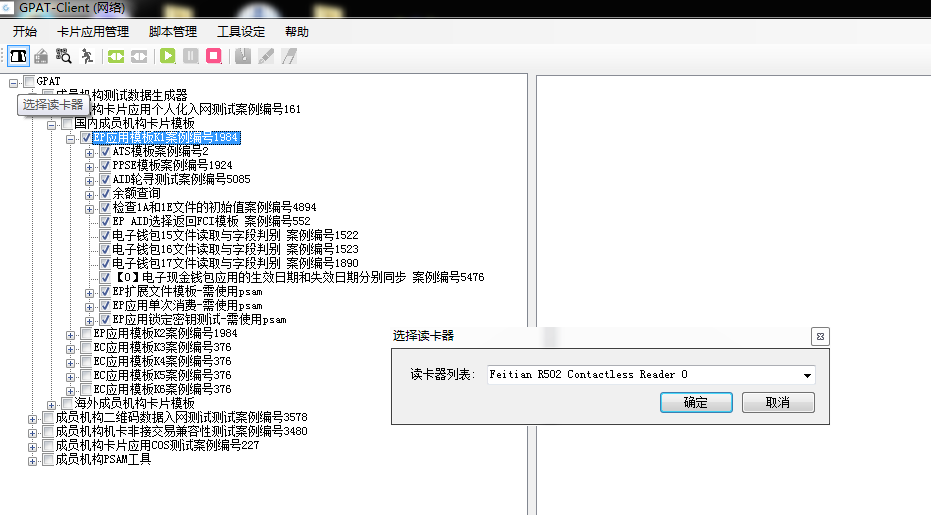 GPAT-Client (网络)
开始 卡片应用管理 脚本管理 工具设定 帮助
GPAT
成员机构测试数据生成器
选择读卡器
机构卡片应用个人化入网测试案例编号161
国内成员机构卡片模板
EP应用模板K1案例编号1984
ATS模板案例编号2
PPSE模板案例编号1924
AID轮寻测试案例编号5085
余额查询
检查1A和1E文件的初始值案例编号4894
EP AID选择返回FCI模板 案例编号552
电子钱包15文件读取与字段判别 案例编号1522
电子钱包16文件读取与字段判别 案例编号1523
电子钱包17文件读取与字段判别 案例编号1890
【O】电子现金钱包应用的生效日期和失效日期分别同步 案例编号5476
EP扩展文件模板-需使用psam
EP应用单次消费-需使用psam
EP应用锁定密钥测试-需使用psam
EP应用模板K2案例编号1984
EC应用模板K3案例编号376
EC应用模板K4案例编号376
EC应用模板K5案例编号376
EC应用模板K6案例编号376
海外成员机构卡片模板
成员机构二维码数据入网测试测试案例编号3578
成员机构机卡非接交易兼容性测试案例编号3480
成员机构卡片应用COS测试案例编号227
成员机构PSAM工具
选择读卡器
读卡器列表: Feitian R502 Contactless Reader 0
确定 取消